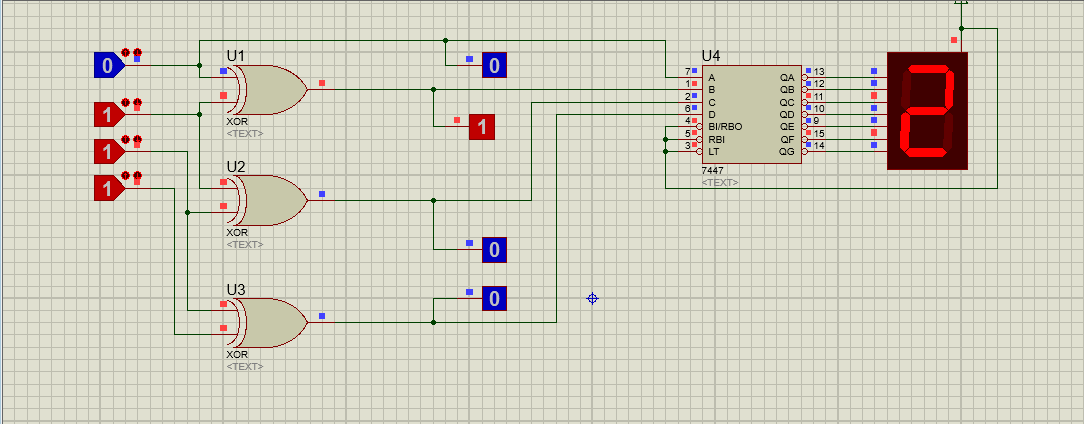 0
1
1
1
U1
XOR
<TEXT>
U2
XOR
<TEXT>
U3
XOR
<TEXT>
0
1
0
0
U4
7 A QA 13
1 B QB 12
2 C QC 11
6 D QD 10
4 BI/RBO QE 9
5 RBI QF 15
3 LT QG 14
7447
<TEXT>
2